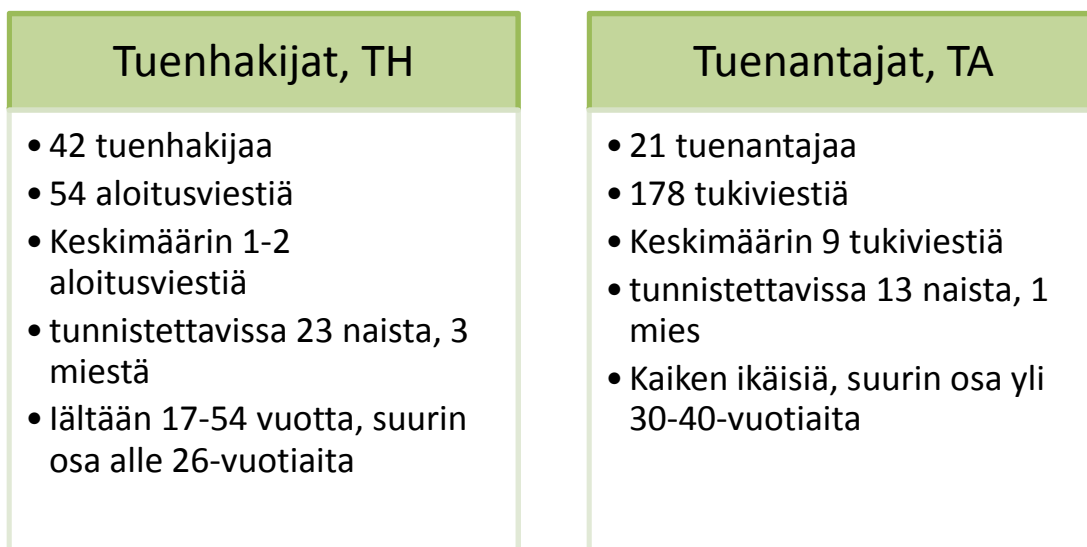 Tuenhakijat, TH
• 42 tuenhakijaa
• 54 aloitusviestiä
• Keskimäärin 1-2
aloitusviestiä
• tunnistettavissa 23 naista, 3
miestä
• Iältään 17-54 vuotta, suurin
osa alle 26-vuotiaita
Tuenantajat, TA
• 21 tuenantajaa
• 178 tukiviestiä
• Keskimäärin 9 tukiviestiä
• tunnistettavissa 13 naista, 1
mies
• Kaiken ikäisiä, suurin osa yli
30-40-vuotiaita